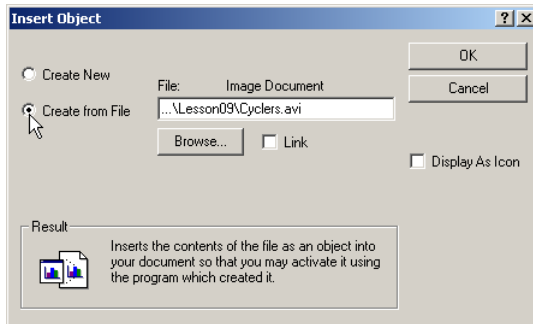 Insert Object
Create New
Create from File
File: Image Document
...\Lesson09\Cyclers.avi
Browse...
Link
OK
Cancel
Display As Icon
Result
Inserts the contents of the file as an object into
your document so that you may activate it using
the program which created it.